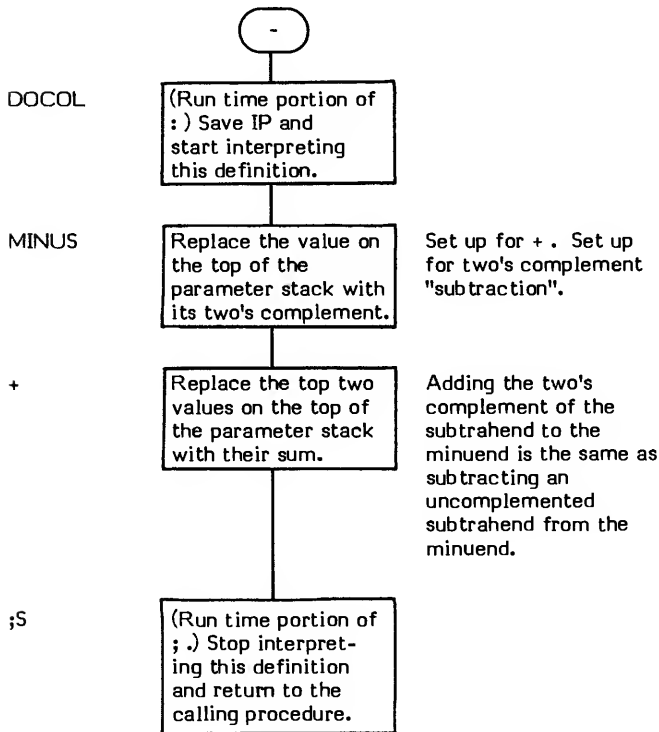 -
DOCOL
(Run time portion of
: ) Save IP and
start interpreting
this definition.
MINUS
Replace the value on
the top of the
parameter stack with
its two's complement.
Set up for + . Set up
for two's complement
"subtraction".
+
Replace the top two
values on the top of
the parameter stack
with their sum.
Adding the two's
complement of the
subtrahend to the
minuend is the same as
subtracting an
uncomplemented
subtrahend from the
minuend.
;S
(Run time portion of
; .) Stop interpret-
ing this definition
and return to the
calling procedure.